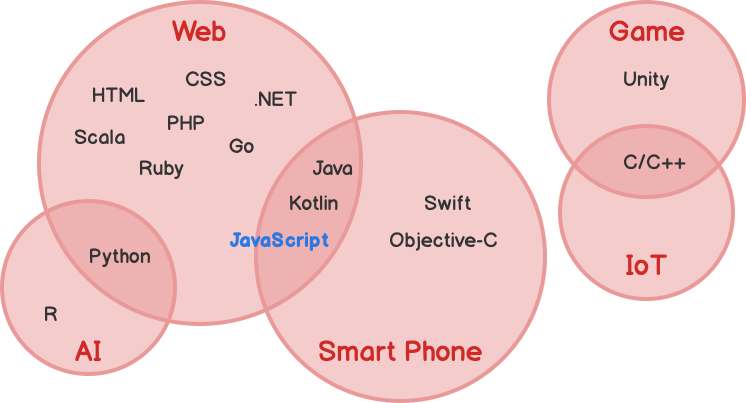 Web
CSS
HTML
.NET
PHP
Scala
Go
Ruby
Java
Kotlin
JavaScript
Swift
Objective-C
Smart Phone
Python
R
AI
Game
Unity
C/C++
IoT